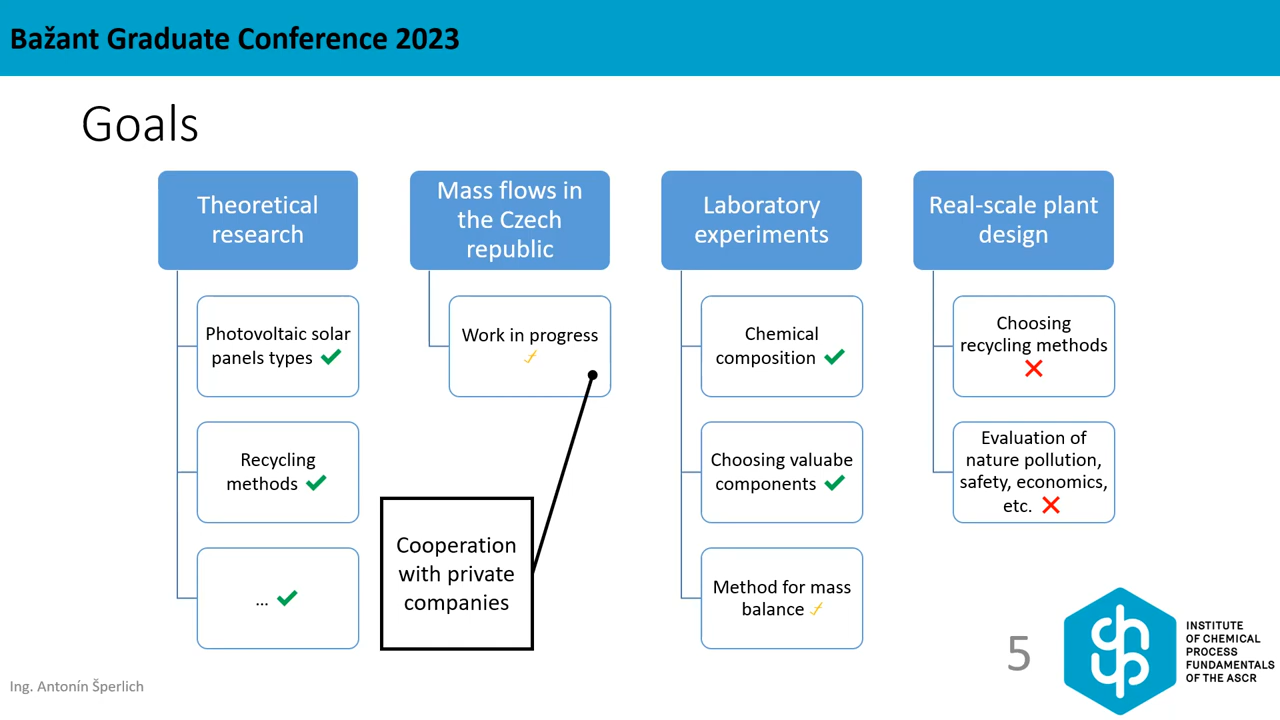 Bažant Graduate Conference 2023
Goals
Theoretical
research
Photovoltaic solar
panels types ✔
Recycling
methods ✔
... ✔
Mass flows in
the Czech
republic
Work in progress
Cooperation
with private
companies
Laboratory
experiments
Chemical
composition ✔
Choosing valuabe
components ✔
Method for mass
balance
Real-scale plant
design
Choosing
recycling methods
❌
Evaluation of
nature pollution,
safety, economics,
etc. ❌
5
INSTITUTE
OF CHEMICAL
PROCESS
FUNDAMENTALS
OF THE ASCR
Ing. Antonín Šperlich